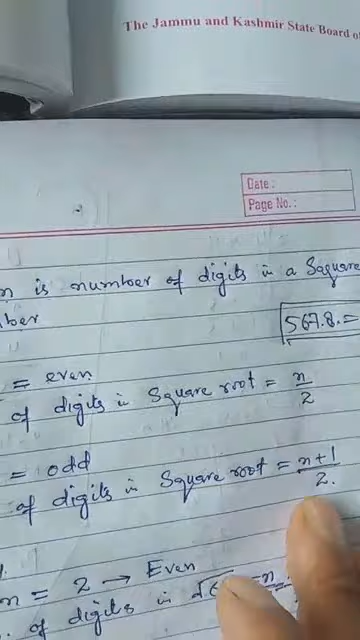 The Jammu and Kashmir State Board of
Date :
Page No. :
n is number of digits in a Saquare
ber
567.8. =
= even
of digits in Square root = n/2
= odd
of digits in Square root = n+1/2.
n = 2 → Even
of digits in